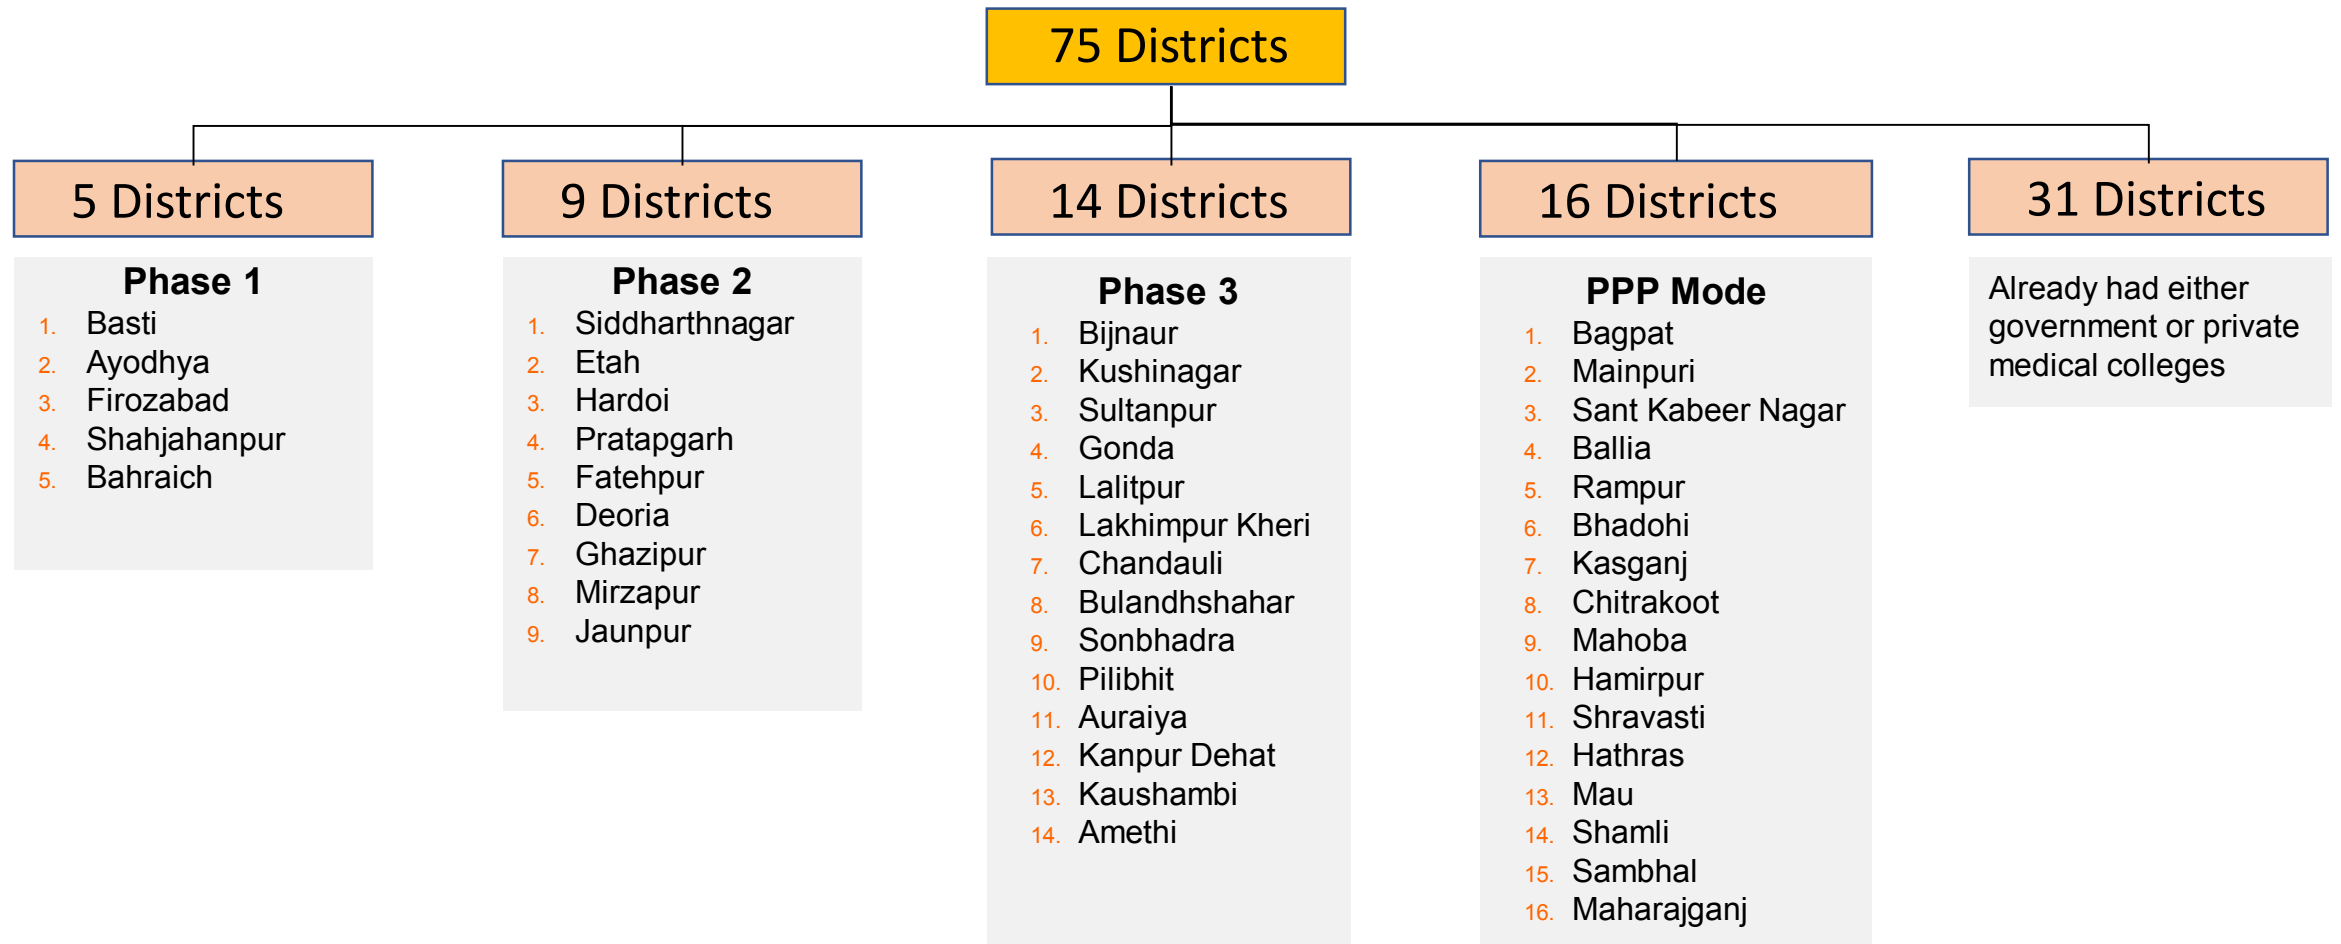 75 Districts
5 Districts
9 Districts
14 Districts
16 Districts
31 Districts
Phase 1
1. Basti
2. Ayodhya
3. Firozabad
4. Shahjahanpur
5. Bahraich
Phase 2
1. Siddharthnagar
2. Etah
3. Hardoi
4. Pratapgarh
5. Fatehpur
6. Deoria
7. Ghazipur
8. Mirzapur
9. Jaunpur
Phase 3
1. Bijnaur
2. Kushinagar
3. Sultanpur
4. Gonda
5. Lalitpur
6. Lakhimpur Kheri
7. Chandauli
8. Bulandhshahar
9. Sonbhadra
10. Pilibhit
11. Auraiya
12. Kanpur Dehat
13. Kaushambi
14. Amethi
PPP Mode
1. Bagpat
2. Mainpuri
3. Sant Kabeer Nagar
4. Ballia
5. Rampur
6. Bhadohi
7. Kasganj
8. Chitrakoot
9. Mahoba
10. Hamirpur
11. Shravasti
12. Hathras
13. Mau
14. Shamli
15. Sambhal
16. Maharajganj
Already had either
government or private
medical colleges